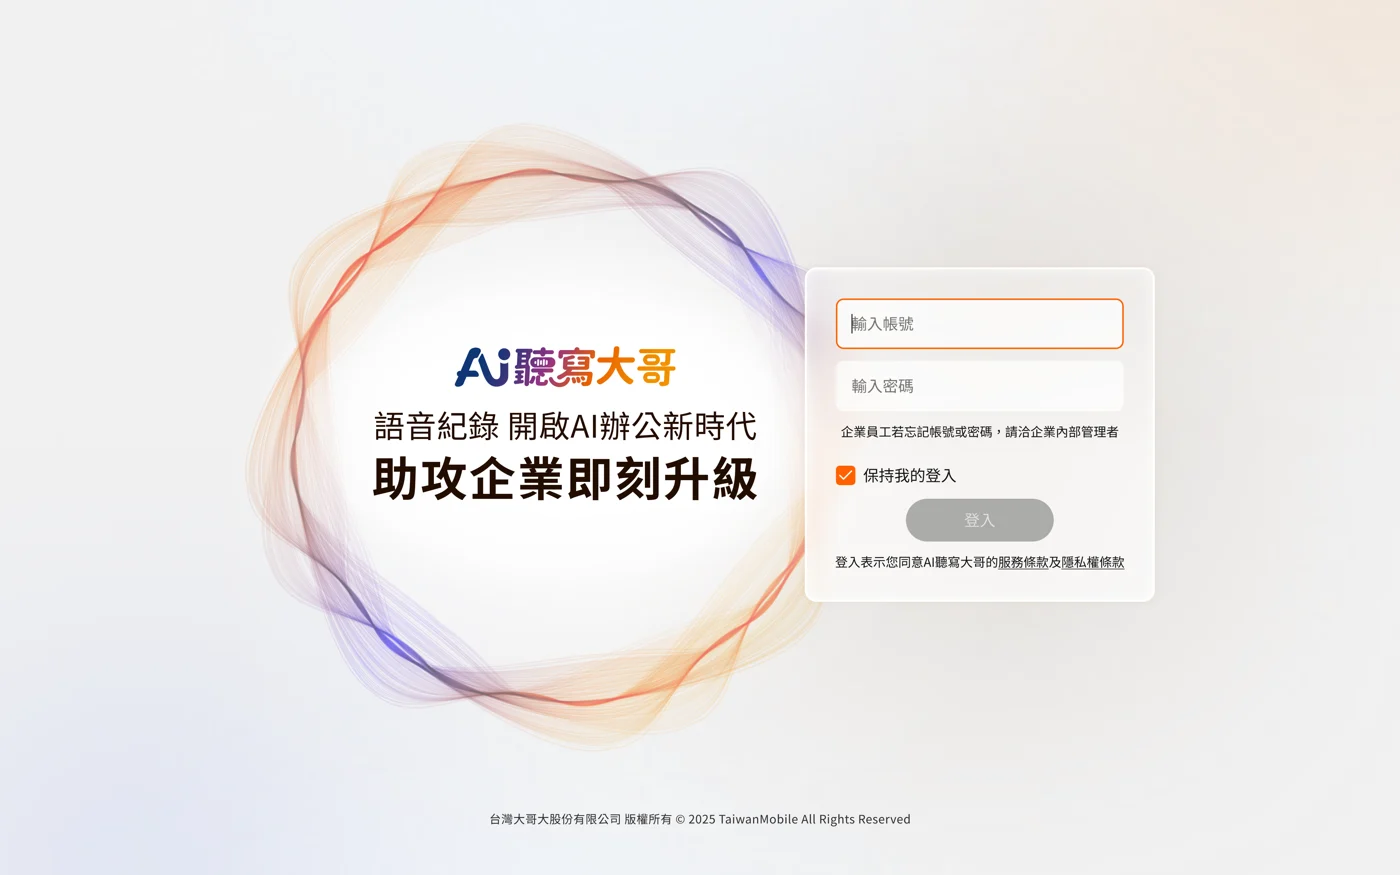 Ai聽寫大哥
語音紀錄 開啟AI辦公新時代
助攻企業即刻升級
輸入帳號
輸入密碼
企業員工若忘記帳號或密碼，請洽企業內部管理者
保持我的登入
登入
登入表示您同意AI聽寫大哥的服務條款及隱私權條款
台灣大哥大股份有限公司 版權所有 © 2025 TaiwanMobile All Rights Reserved